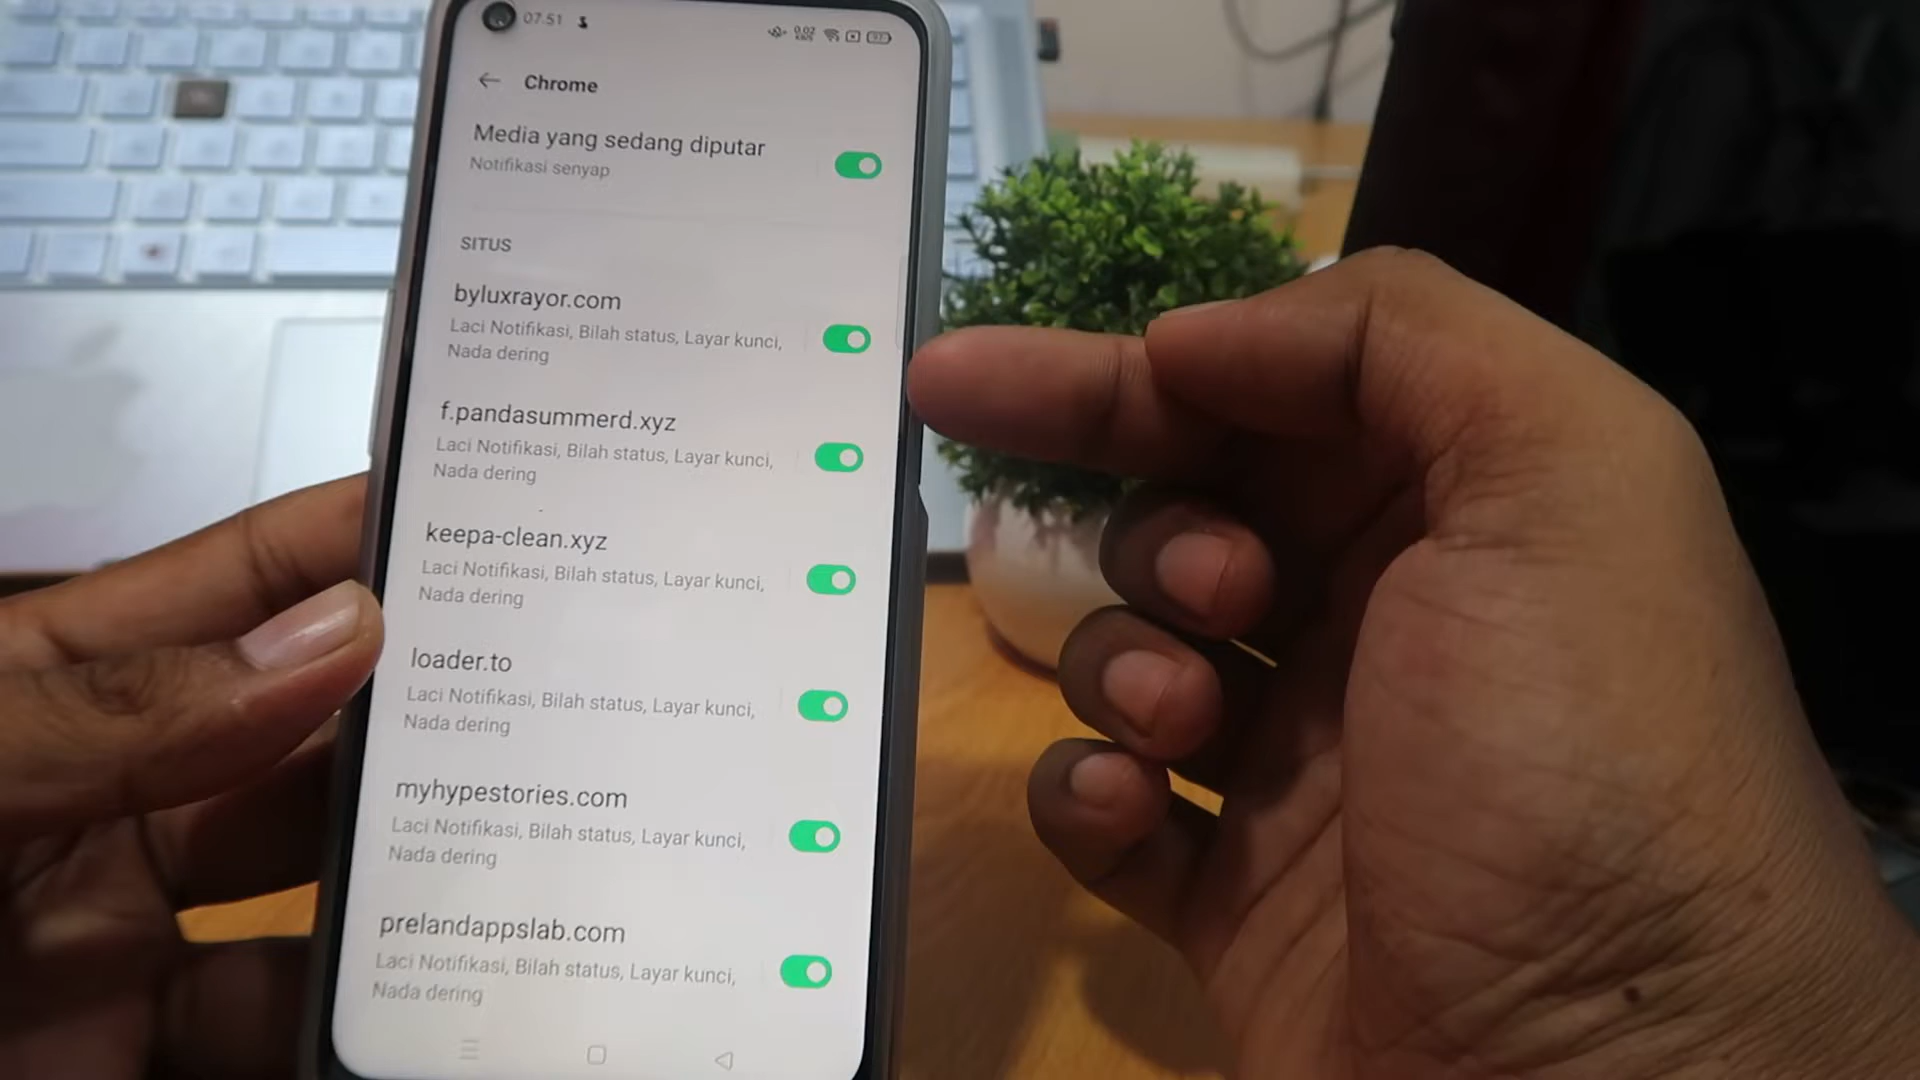 07.51
0.02
KB/S
Chrome
Media yang sedang diputar
Notifikasi senyap
SITUS
byluxrayor.com
Laci Notifikasi, Bilah status, Layar kunci,
Nada dering
f.pandasummerd.xyz
Laci Notifikasi, Bilah status, Layar kunci,
Nada dering
keepa-clean.xyz
Laci Notifikasi, Bilah status, Layar kunci,
Nada dering
loader.to
Laci Notifikasi, Bilah status, Layar kunci,
Nada dering
myhypestories.com
Laci Notifikasi, Bilah status, Layar kunci,
Nada dering
prelandappslab.com
Laci Notifikasi, Bilah status, Layar kunci,
Nada dering